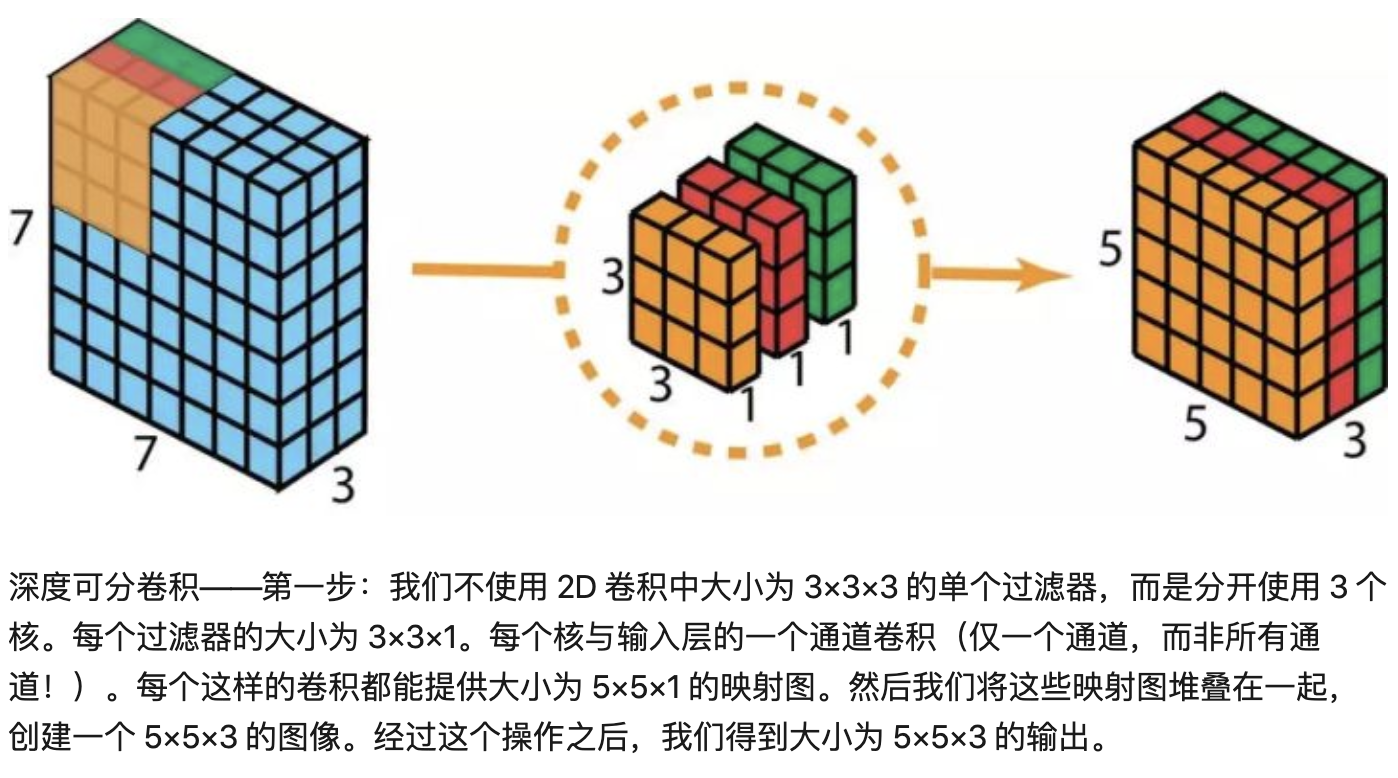 7
7
3
3
3
1
1
1
5
5
3
深度可分卷积——第一步：我们不使用 2D 卷积中大小为 3×3×3 的单个过滤器，而是分开使用 3 个
核。每个过滤器的大小为 3×3×1。每个核与输入层的一个通道卷积（仅一个通道，而非所有通
道！）。每个这样的卷积都能提供大小为 5×5×1 的映射图。然后我们将这些映射图堆叠在一起，
创建一个 5×5×3 的图像。经过这个操作之后，我们得到大小为 5×5×3 的输出。